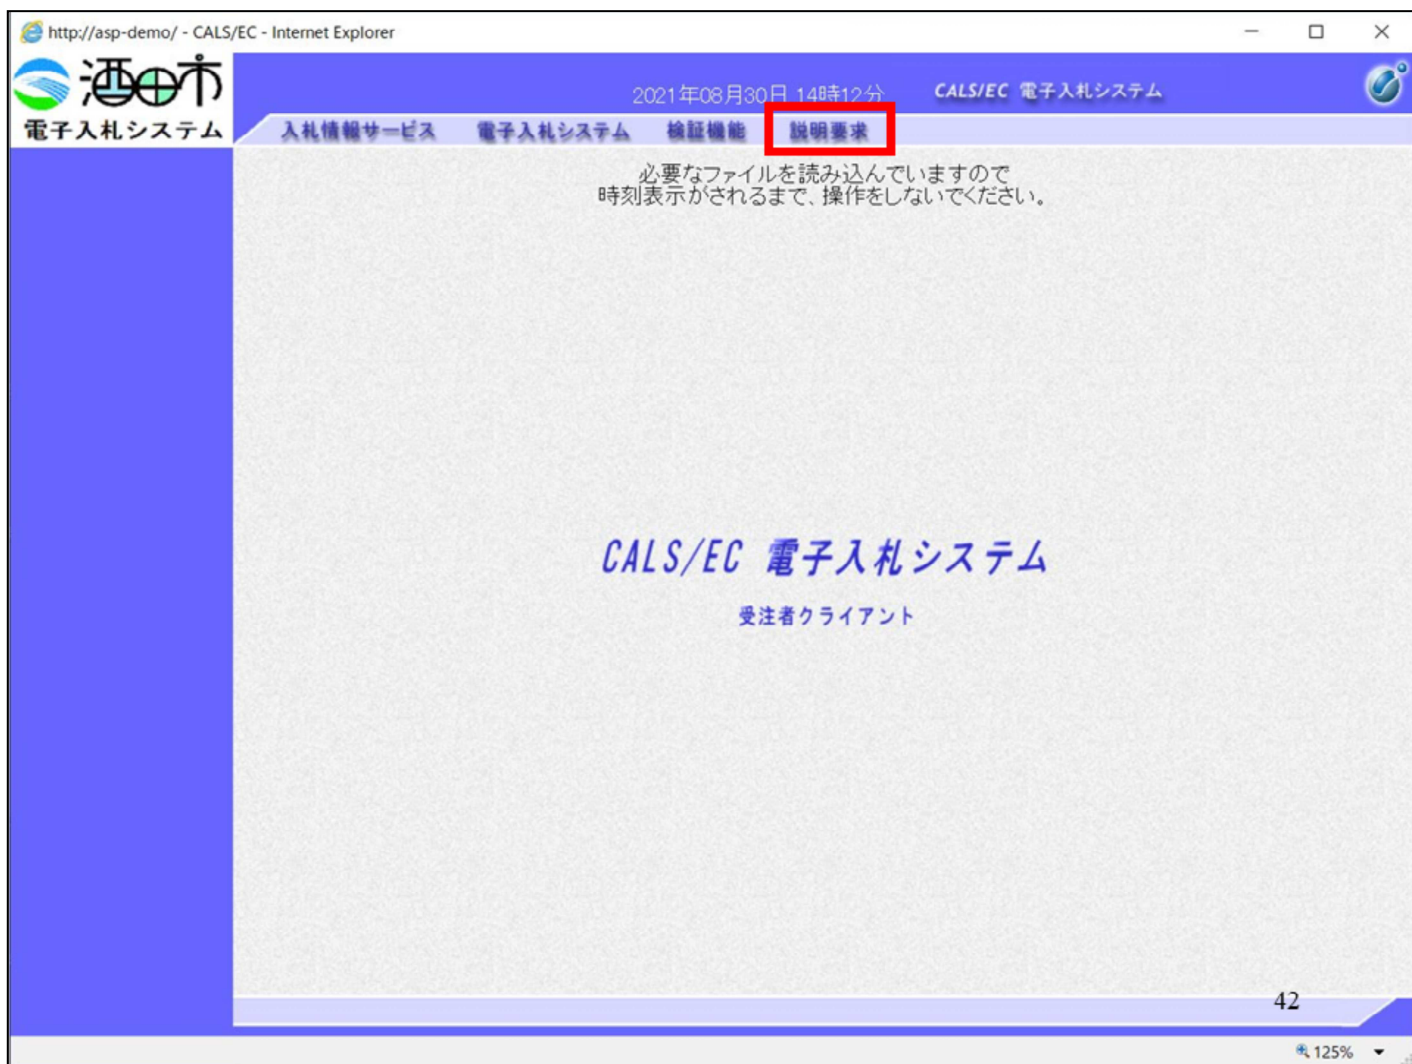 http://asp-demo/ - CALS/EC - Internet Explorer
酒田市
電子入札システム
2021年08月30日 14時12分
CALS/EC 電子入札システム
入札情報サービス 電子入札システム 検証機能 説明要求
必要なファイルを読み込んでいますので
時刻表示がされるまで、操作をしないでください。
CALS/EC 電子入札システム
受注者クライアント
42
125%